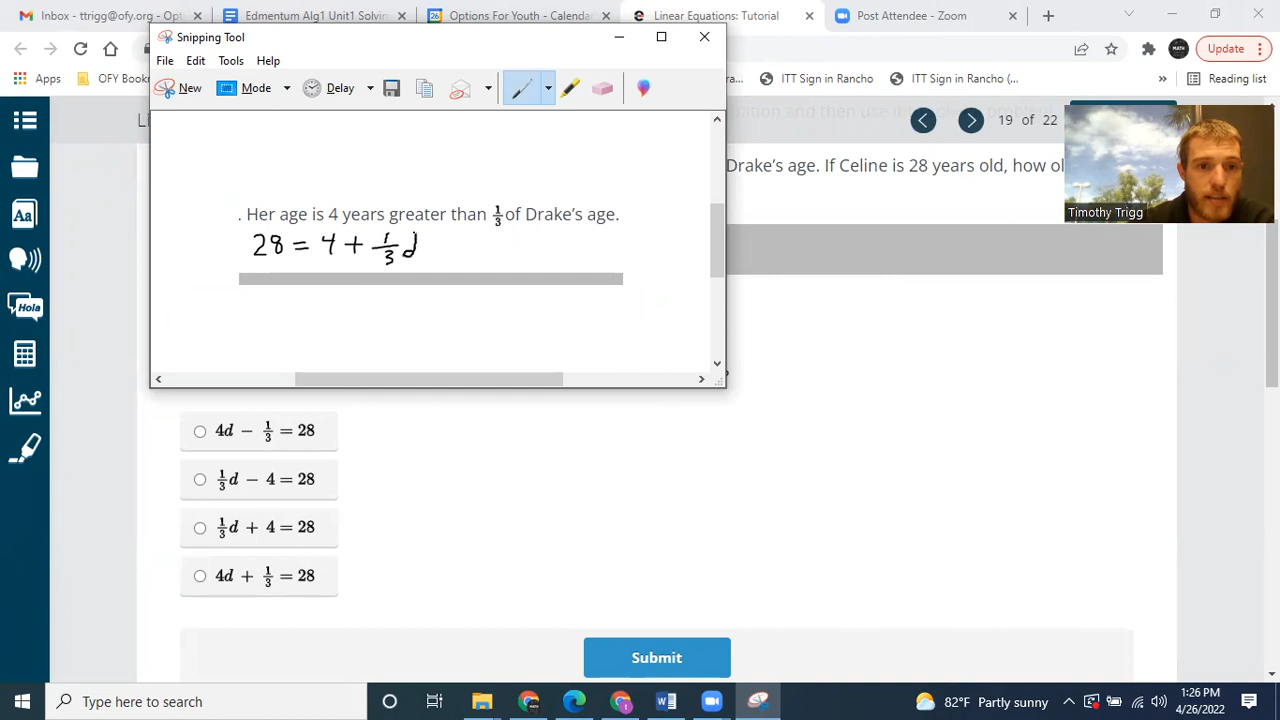 Inbox - ttrigg@ofy.org - Opt
Edmentum Alg1 Unit1 Solvin
Options For Youth - Calenda
Linear Equations: Tutorial
Post Attendee - Zoom
Snipping Tool
Update
File Edit Tools Help
Apps
OFY Book
ITT Sign in Rancho
ITT Sign in Rancho (...
Reading list
New Mode Delay
19 of 22
Drake's age. If Celine is 28 years old, how ol
. Her age is 4 years greater than 1/3 of Drake's age.
28 = 4 + 1/3 d
Timothy Trigg
Aa
Hola
4d − 1/3 = 28
1/3 d − 4 = 28
1/3 d + 4 = 28
4d + 1/3 = 28
Submit
Type here to search
82°F Partly sunny
1:26 PM
4/26/2022